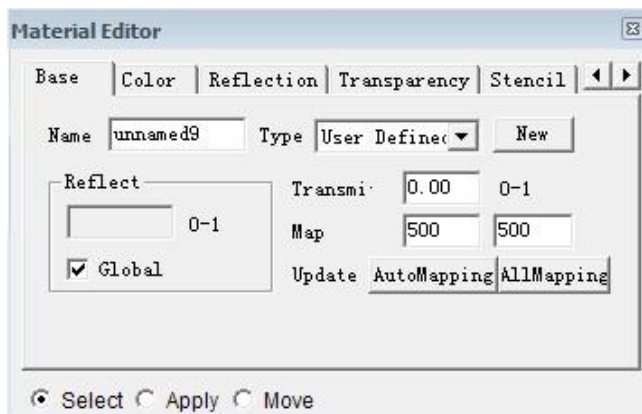 Material Editor
Base Color Reflection Transparency Stencil
Name unnamed9 Type User Define New
Reflect
Transmi 0.00 0-1
0-1
Map 500 500
Global
Update AutoMapping AllMapping
Select Apply Move